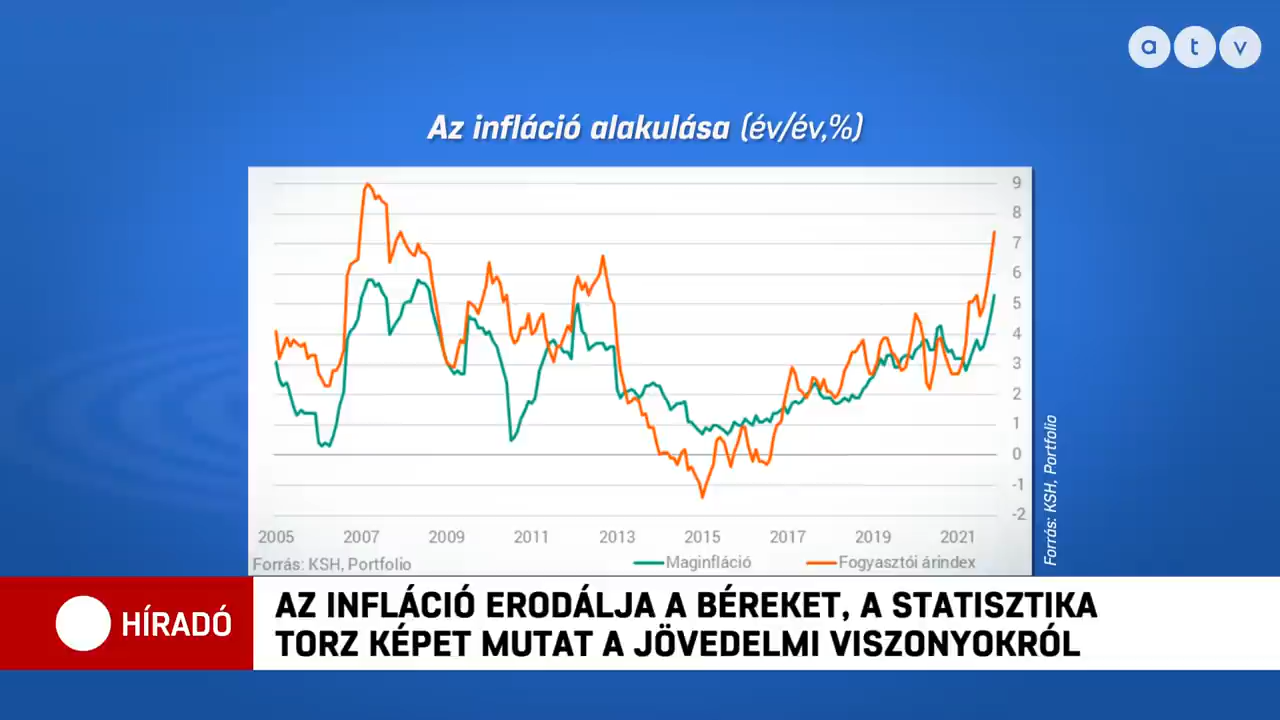 a t v
Az infláció alakulása (év/év,%)
9
8
7
6
5
4
3
2
1
0
-1
-2
2005 2007 2009 2011 2013 2015 2017 2019 2021
Forrás: KSH, Portfolio
Maginfláció Fogyasztói árindex
Forrás: KSH, Portfolio
HÍRADÓ
AZ INFLÁCIÓ ERODÁLJA A BÉREKET, A STATISZTIKA
TORZ KÉPET MUTAT A JÖVEDELMI VISZONYOKRÓL